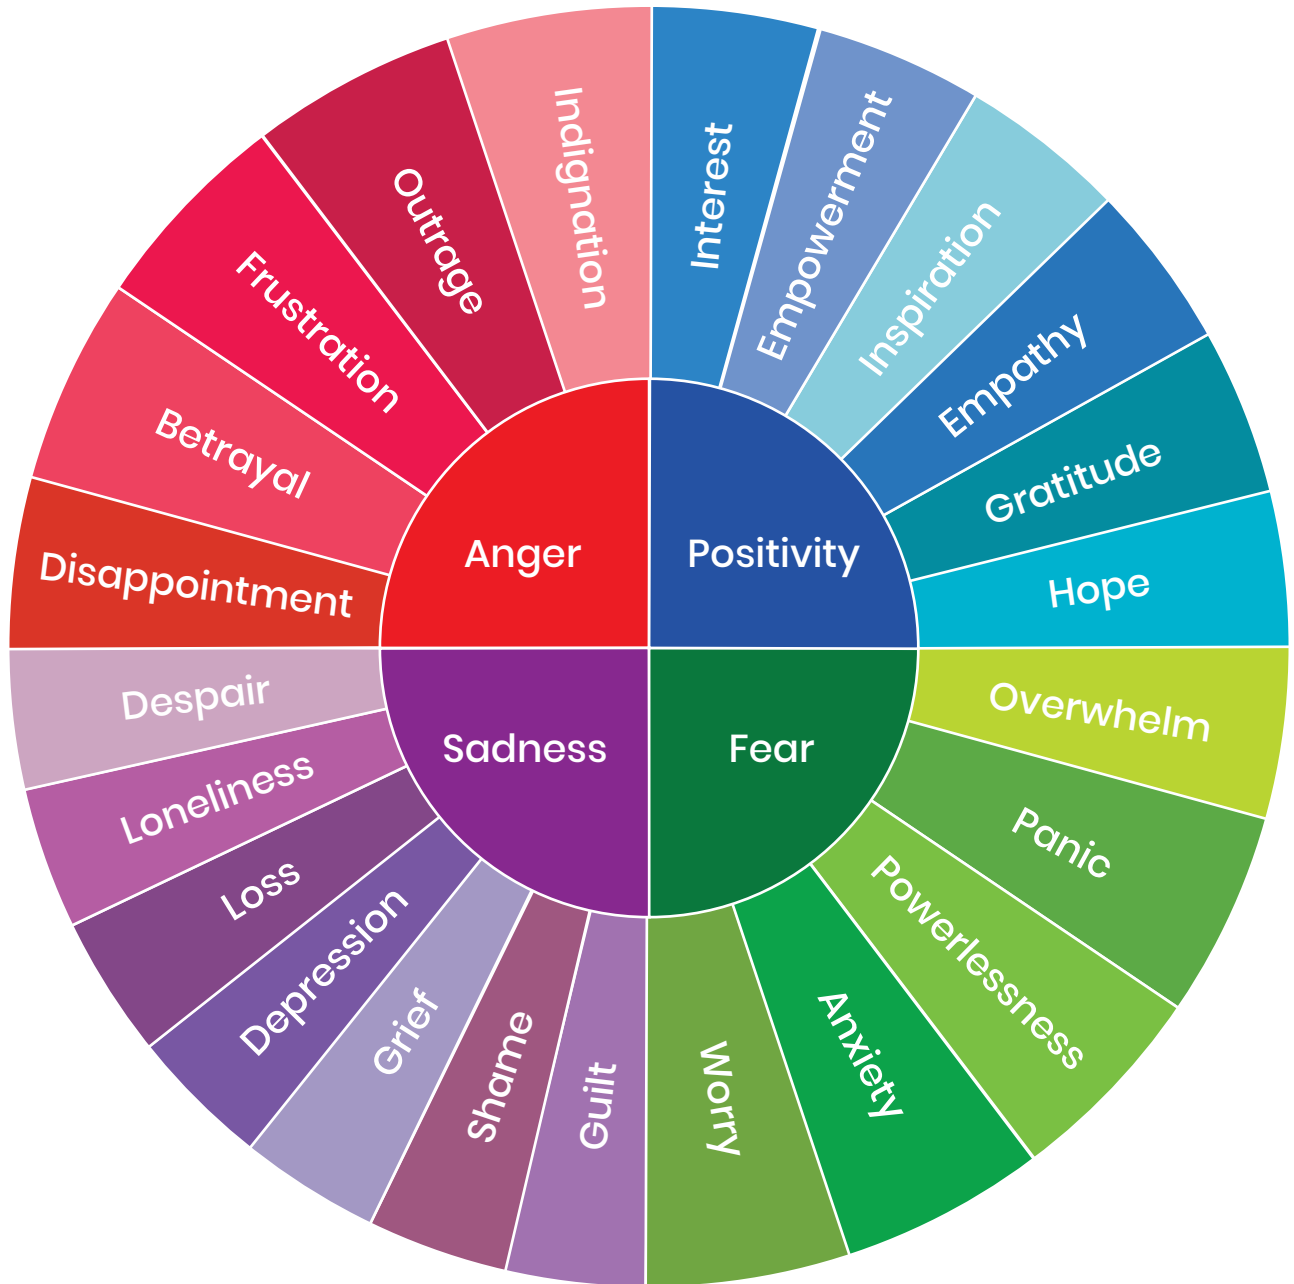 Anger
Positivity
Sadness
Fear
Interest
Empowerment
Inspiration
Empathy
Gratitude
Hope
Overwhelm
Panic
Powerlessness
Anxiety
Worry
Guilt
Shame
Grief
Depression
Loss
Loneliness
Despair
Disappointment
Betrayal
Frustration
Outrage
Indignation